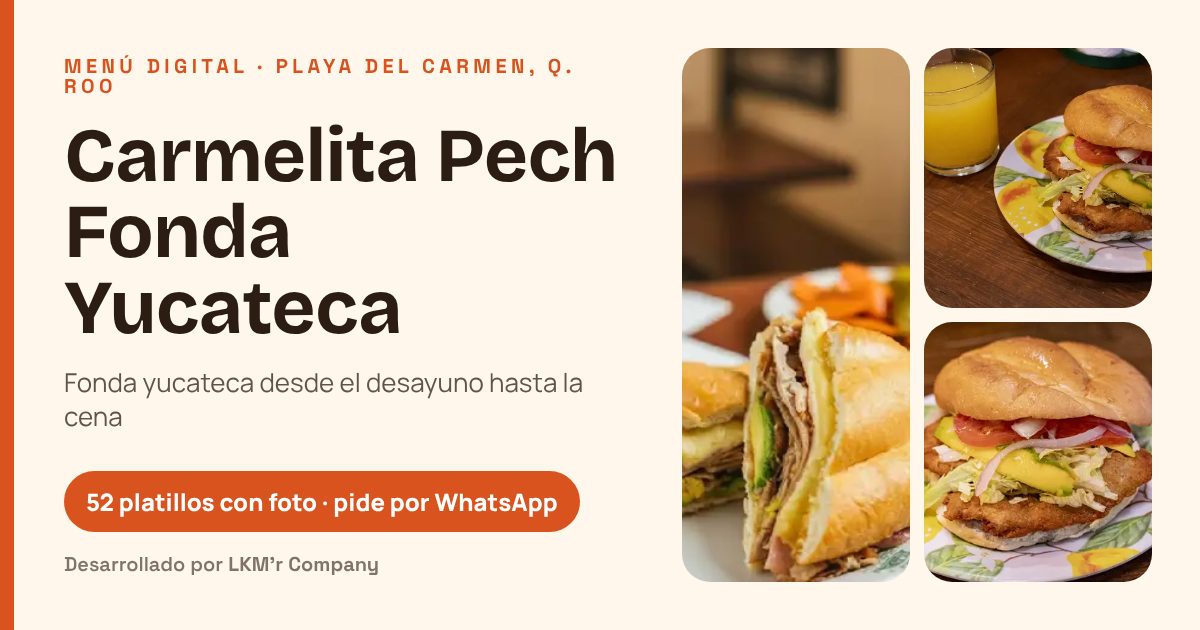 MENÚ DIGITAL · PLAYA DEL CARMEN, Q.
ROO
Carmelita Pech
Fonda
Yucateca
Fonda yucateca desde el desayuno hasta la
cena
52 platillos con foto · pide por WhatsApp
Desarrollado por LKM’r Company